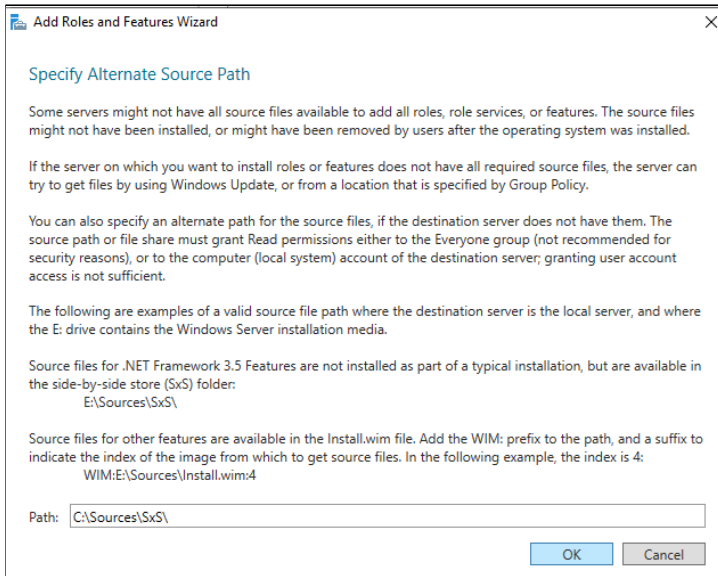 Add Roles and Features Wizard
Specify Alternate Source Path
Some servers might not have all source files available to add all roles, role services, or features. The source files
might not have been installed, or might have been removed by users after the operating system was installed.
If the server on which you want to install roles or features does not have all required source files, the server can
try to get files by using Windows Update, or from a location that is specified by Group Policy.
You can also specify an alternate path for the source files, if the destination server does not have them. The
source path or file share must grant Read permissions either to the Everyone group (not recommended for
security reasons), or to the computer (local system) account of the destination server; granting user account
access is not sufficient.
The following are examples of a valid source file path where the destination server is the local server, and where
the E: drive contains the Windows Server installation media.
Source files for .NET Framework 3.5 Features are not installed as part of a typical installation, but are available in
the side-by-side store (SxS) folder:
E:\Sources\SxS\
Source files for other features are available in the Install.wim file. Add the WIM: prefix to the path, and a suffix to
indicate the index of the image from which to get source files. In the following example, the index is 4:
WIM:E:\Sources\Install.wim:4
Path: C:\Sources\SxS\
OK Cancel